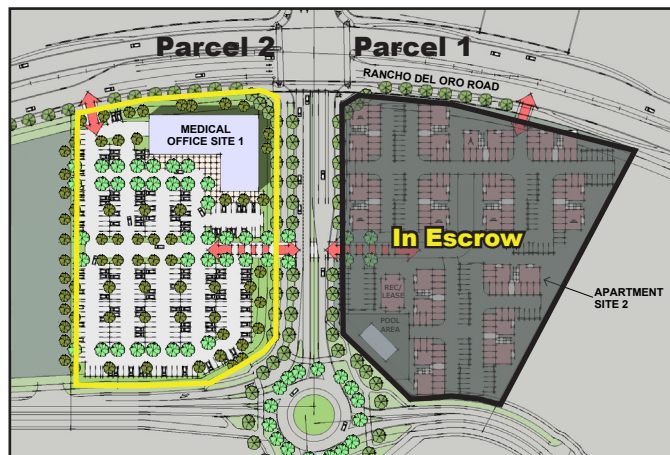 Parcel 2
Parcel 1
RANCHO DEL ORO ROAD
MEDICAL
OFFICE SITE 1
In Escrow
REC/
LEASE
POOL
AREA
APARTMENT
SITE 2